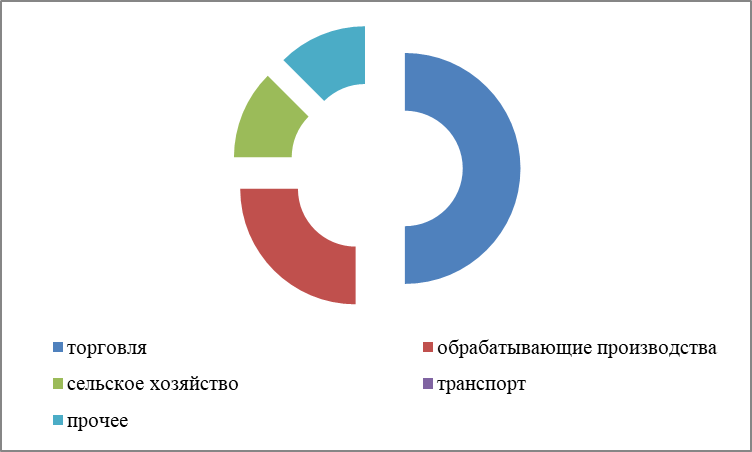 торговля
обрабатывающие производства
сельское хозяйство
транспорт
прочее